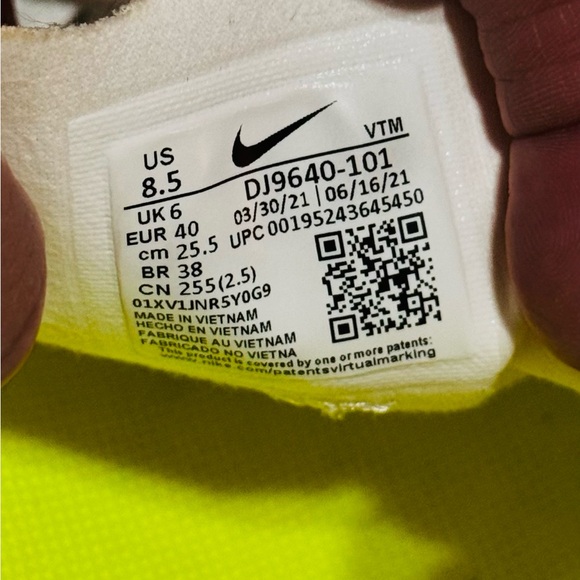 US
8.5
VTM
DJ9640-101
UK 6
03/30/21 | 06/16/21
EUR 40
UPC 00195243645450
cm 25.5
BR 38
CN 255(2.5)
01XV1JNR5Y0G9
MADE IN VIETNAM
HECHO EN VIETNAM
FABRIQUE AU VIETNAM
FABRICADO NO VIETNA
This product is covered by one or more patents:
www.nike.com/patentsvirtualmarking